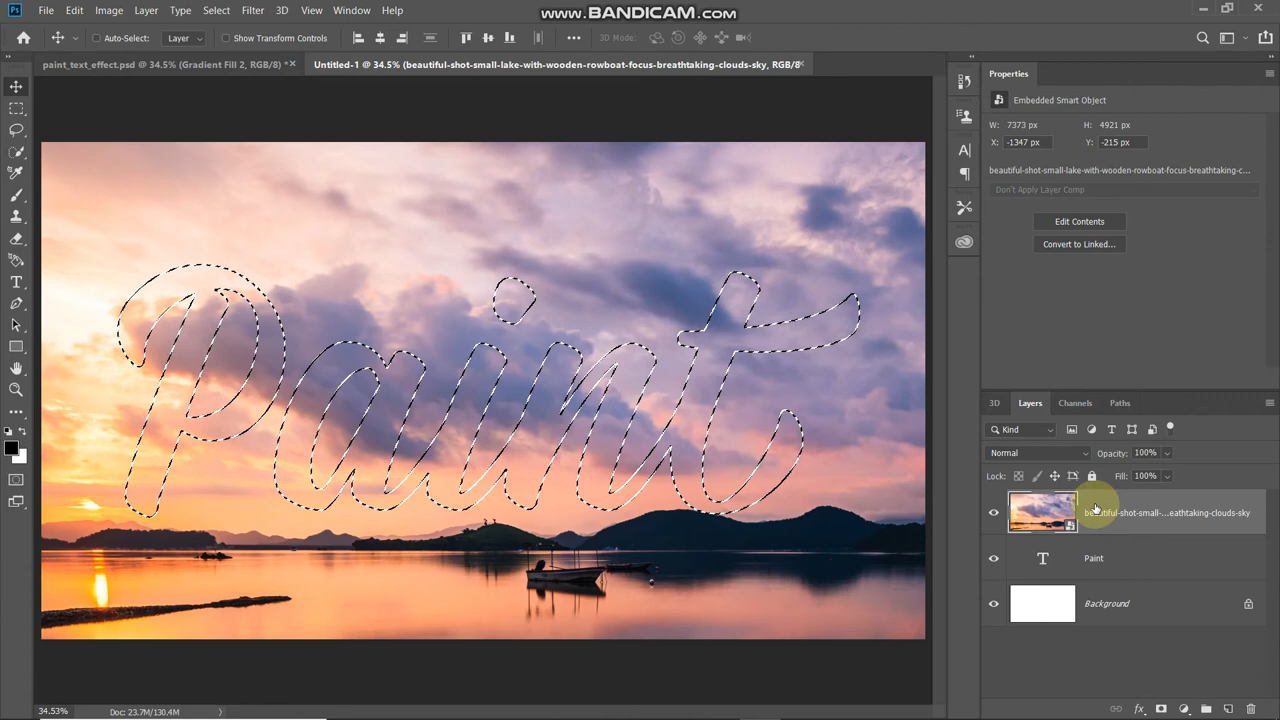 www.BANDICAM.com
Ps File Edit Image Layer Type Select Filter 3D View Window Help
Auto-Select: Layer Show Transform Controls 3D Mode:
paint_text_effect.psd @ 34.5% (Gradient Fill 2, RGB/8) * ×
Untitled-1 @ 34.5% (beautiful-shot-small-lake-with-wooden-rowboat-focus-breathtaking-clouds-sky, RGB/8 ×
Properties
Embedded Smart Object
W: 7373 px H: 4921 px
X: -1347 px Y: -215 px
beautiful-shot-small-lake-with-wooden-rowboat-focus-breathtaking-c...
Don't Apply Layer Comp
Edit Contents
Convert to Linked...
Paint
3D Layers Channels Paths
Kind
Normal Opacity: 100%
Lock: Fill: 100%
beautiful-shot-small-...eathtaking-clouds-sky
T Paint
Background
34.53% Doc: 23.7M/130.4M